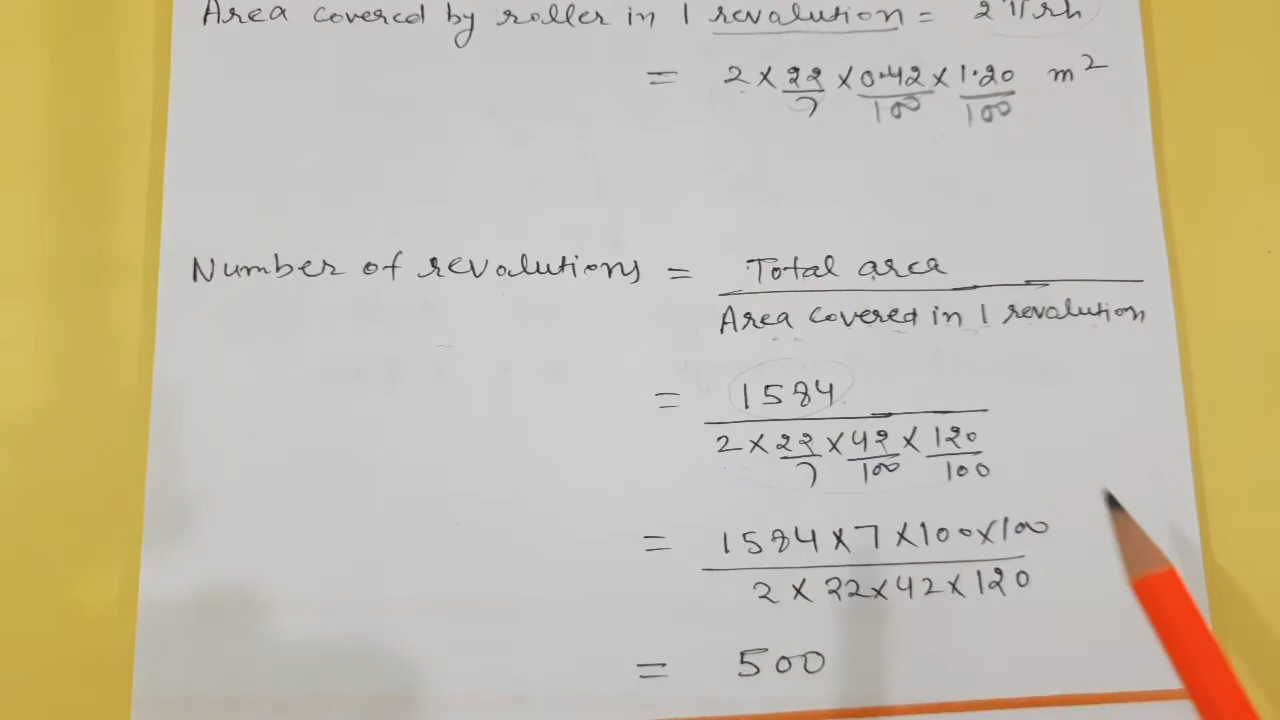 Area covered by roller in 1 revalution = 2πrh
= 2 × 22/7 × 0.42/100 × 1.20/100 m²
Number of revolutions = Total area / Area covered in 1 revalution
= 1584 / 2 × 22/7 × 42/100 × 120/100
= 1584 × 7 × 100 × 100 / 2 × 22 × 42 × 120
= 500